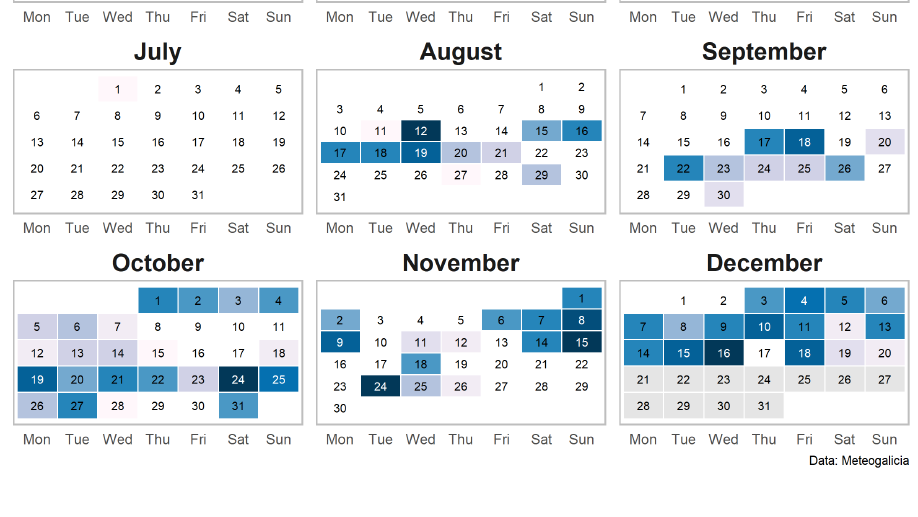 Mon Tue Wed Thu Fri Sat Sun Mon Tue Wed Thu Fri Sat Sun Mon Tue Wed Thu Fri Sat Sun
July August September
1 2 3 4 5
6 7 8 9 10 11 12
13 14 15 16 17 18 19
20 21 22 23 24 25 26
27 28 29 30 31
1 2
3 4 5 6 7 8 9
10 11 12 13 14 15 16
17 18 19 20 21 22 23
24 25 26 27 28 29 30
31
1 2 3 4 5 6
7 8 9 10 11 12 13
14 15 16 17 18 19 20
21 22 23 24 25 26 27
28 29 30
Mon Tue Wed Thu Fri Sat Sun Mon Tue Wed Thu Fri Sat Sun Mon Tue Wed Thu Fri Sat Sun
October November December
1 2 3 4
5 6 7 8 9 10 11
12 13 14 15 16 17 18
19 20 21 22 23 24 25
26 27 28 29 30 31
1
2 3 4 5 6 7 8
9 10 11 12 13 14 15
16 17 18 19 20 21 22
23 24 25 26 27 28 29
30
1 2 3 4 5 6
7 8 9 10 11 12 13
14 15 16 17 18 19 20
21 22 23 24 25 26 27
28 29 30 31
Mon Tue Wed Thu Fri Sat Sun Mon Tue Wed Thu Fri Sat Sun Mon Tue Wed Thu Fri Sat Sun
Data: Meteogalicia